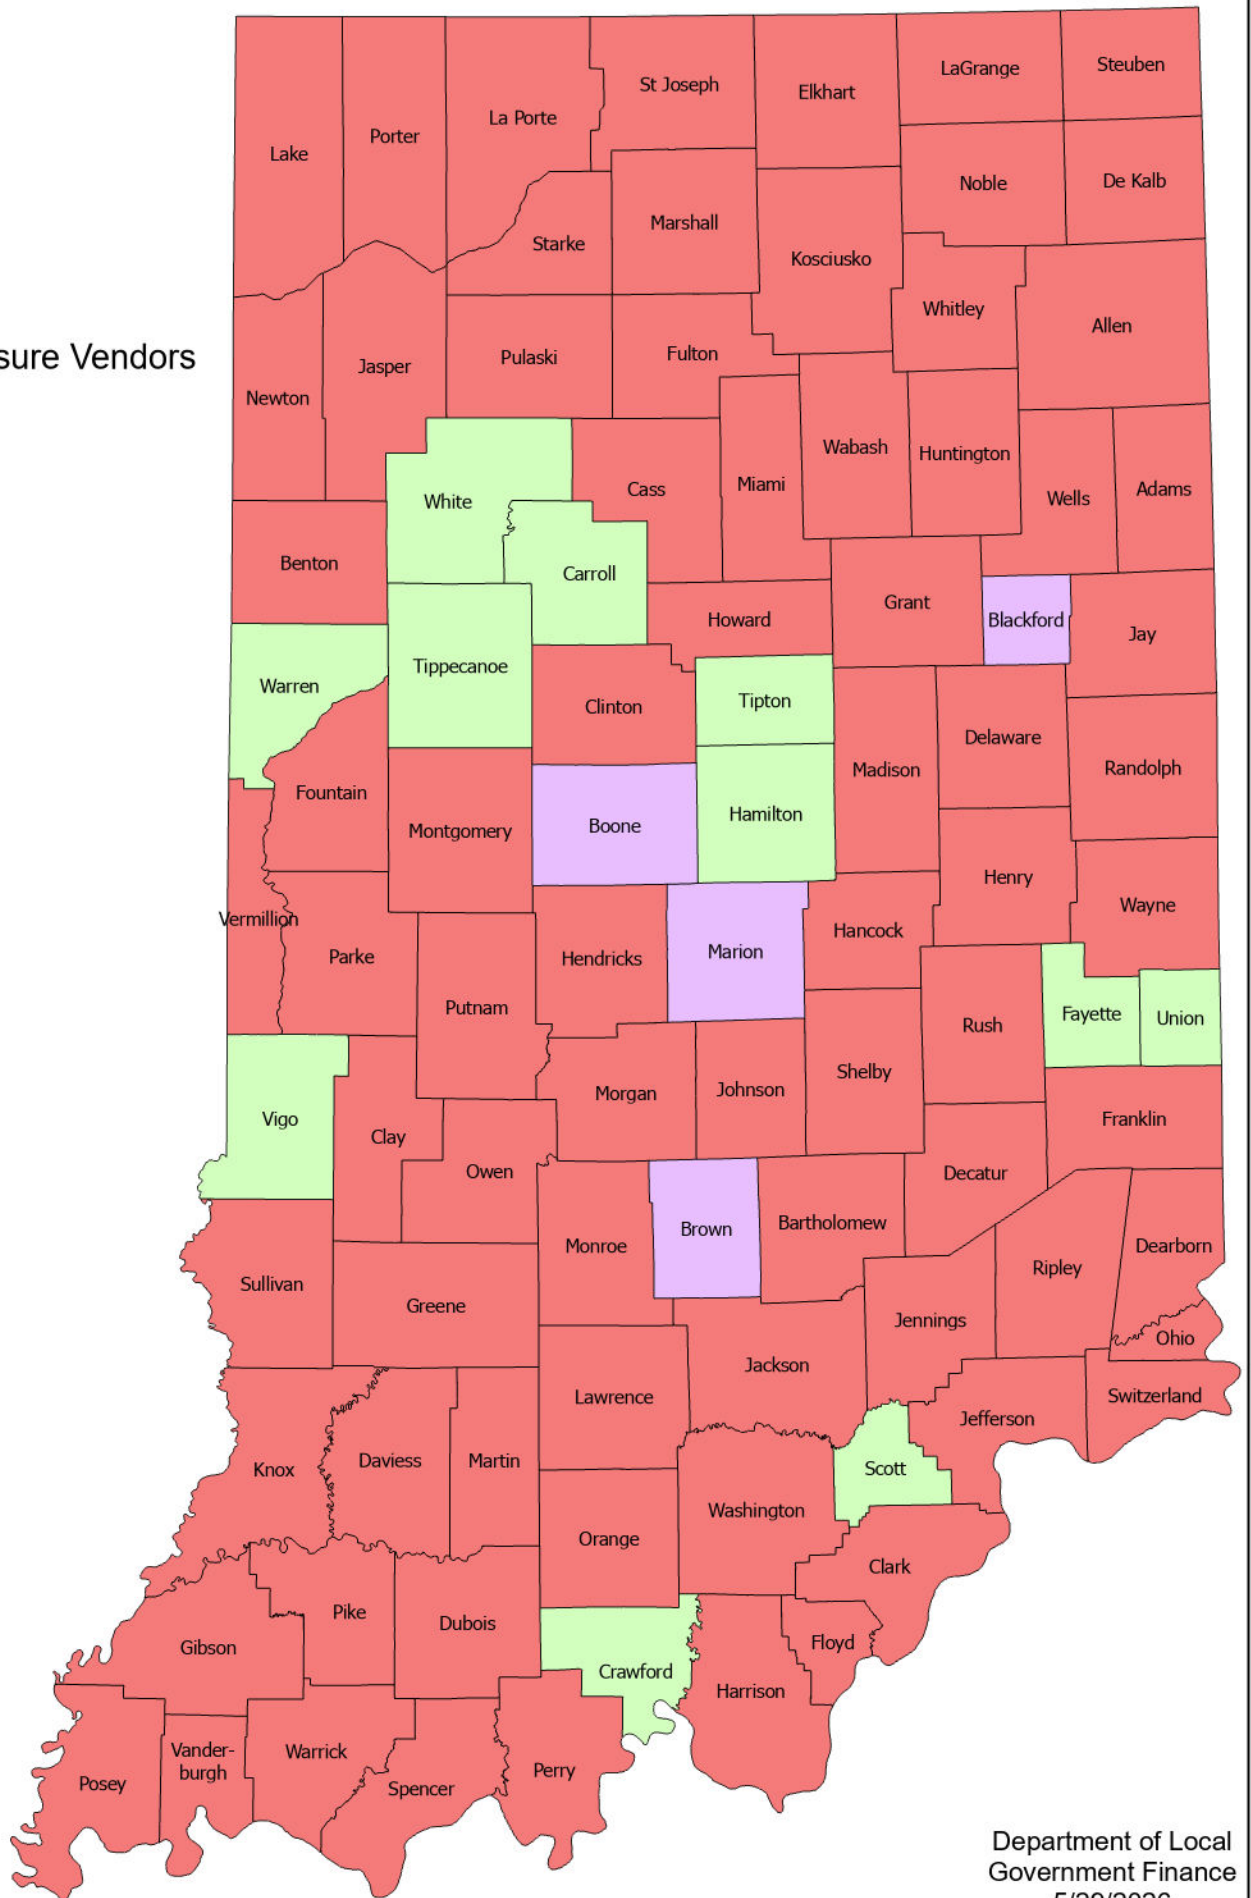 Steuben
LaGrange
St Joseph
Elkhart
La Porte
Porter
Lake
Noble
De Kalb
Marshall
Starke
Kosciusko
Whitley
Allen
sure Vendors
Pulaski
Fulton
Jasper
Newton
Wabash
Huntington
Miami
Cass
Wells
Adams
White
Benton
Carroll
Grant
Howard
Blackford
Jay
Tippecanoe
Warren
Tipton
Clinton
Delaware
Madison
Randolph
Fountain
Hamilton
Boone
Montgomery
Henry
Wayne
Vermillion
Hancock
Marion
Parke
Hendricks
Putnam
Fayette
Union
Rush
Shelby
Johnson
Morgan
Vigo
Franklin
Clay
Owen
Decatur
Bartholomew
Brown
Monroe
Dearborn
Ripley
Sullivan
Greene
Jennings
Ohio
Jackson
Switzerland
Lawrence
Jefferson
Daviess
Martin
Knox
Scott
Washington
Orange
Clark
Pike
Dubois
Gibson
Floyd
Crawford
Harrison
Vander-
burgh
Warrick
Perry
Posey
Spencer
Department of Local
Government Finance
5/29/2026